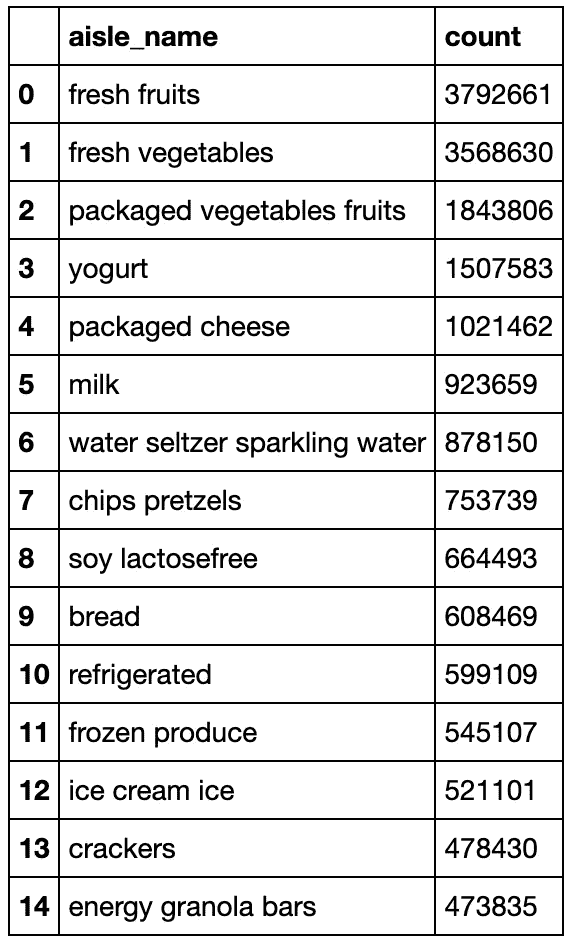 aisle_name count
0 fresh fruits 3792661
1 fresh vegetables 3568630
2 packaged vegetables fruits 1843806
3 yogurt 1507583
4 packaged cheese 1021462
5 milk 923659
6 water seltzer sparkling water 878150
7 chips pretzels 753739
8 soy lactosefree 664493
9 bread 608469
10 refrigerated 599109
11 frozen produce 545107
12 ice cream ice 521101
13 crackers 478430
14 energy granola bars 473835